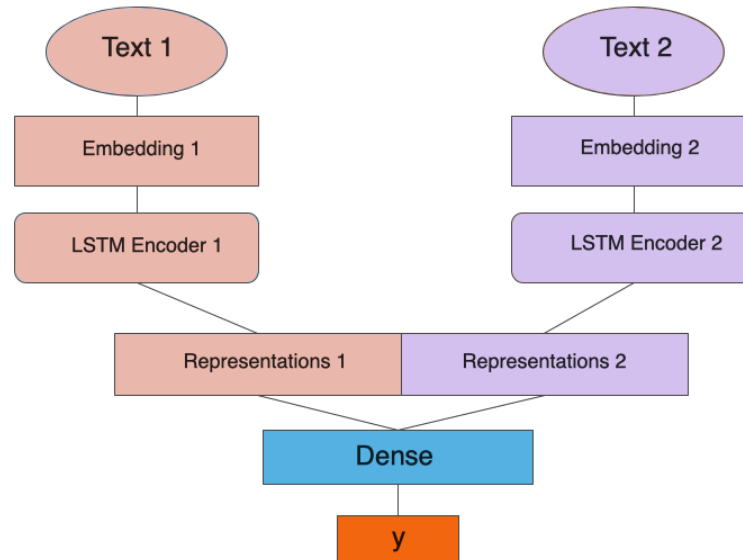 Text 1
Text 2
Embedding 1
Embedding 2
LSTM Encoder 1
LSTM Encoder 2
Representations 1
Representations 2
Dense
y